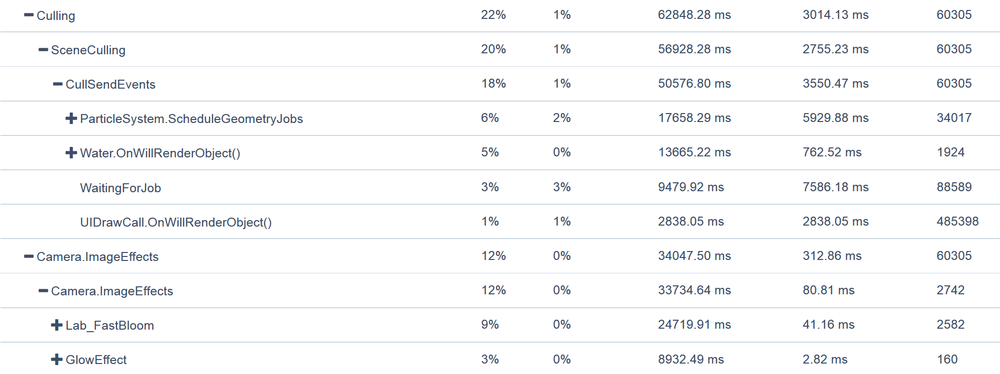 Culling 22% 1% 62848.28 ms 3014.13 ms 60305
SceneCulling 20% 1% 56928.28 ms 2755.23 ms 60305
CullSendEvents 18% 1% 50576.80 ms 3550.47 ms 60305
ParticleSystem.ScheduleGeometryJobs 6% 2% 17658.29 ms 5929.88 ms 34017
Water.OnWillRenderObject() 5% 0% 13665.22 ms 762.52 ms 1924
WaitingForJob 3% 3% 9479.92 ms 7586.18 ms 88589
UIDrawCall.OnWillRenderObject() 1% 1% 2838.05 ms 2838.05 ms 485398
Camera.ImageEffects 12% 0% 34047.50 ms 312.86 ms 60305
Camera.ImageEffects 12% 0% 33734.64 ms 80.81 ms 2742
Lab_FastBloom 9% 0% 24719.91 ms 41.16 ms 2582
GlowEffect 3% 0% 8932.49 ms 2.82 ms 160